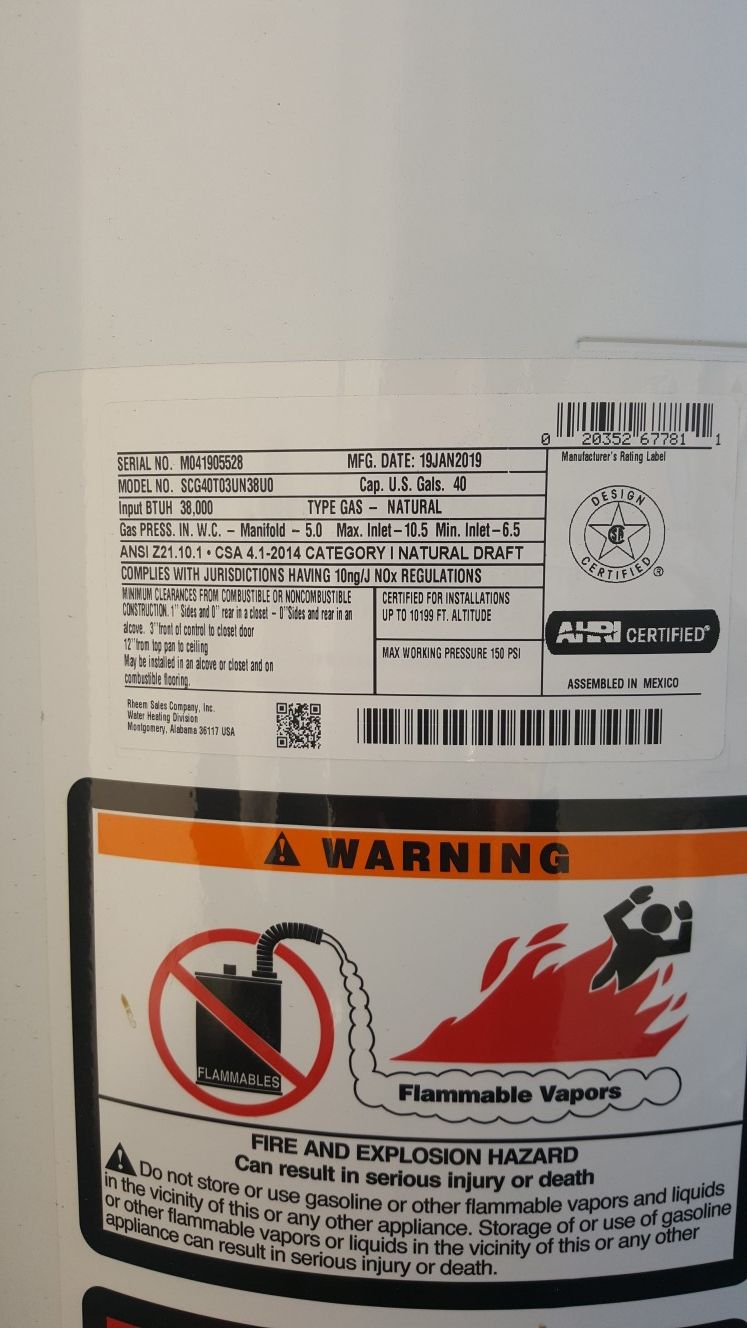 0 20352 67781 1
SERIAL NO. M041905528 MFG. DATE: 19JAN2019
Manufacturer's Rating Label
MODEL NO. SCG40T03UN38U0 Cap. U.S. Gals. 40
Input BTUH 38,000 TYPE GAS – NATURAL
Gas PRESS. IN. W.C. – Manifold – 5.0 Max. Inlet – 10.5 Min. Inlet – 6.5
ANSI Z21.10.1 • CSA 4.1-2014 CATEGORY I NATURAL DRAFT
COMPLIES WITH JURISDICTIONS HAVING 10ng/J NOx REGULATIONS
DESIGN
CSA
CERTIFIED ®
MINIMUM CLEARANCES FROM COMBUSTIBLE OR NONCOMBUSTIBLE
CONSTRUCTION. 1" Sides and 0" rear in a closet – 0" Sides and rear in an
alcove. 3" front of control to closet door
12" from top pan to ceiling
May be installed in an alcove or closet and on
combustible flooring.
CERTIFIED FOR INSTALLATIONS
UP TO 10199 FT. ALTITUDE
MAX WORKING PRESSURE 150 PSI
AHRI CERTIFIED®
ASSEMBLED IN MEXICO
Rheem Sales Company, Inc.
Water Heating Division
Montgomery, Alabama 36117 USA
WARNING
FLAMMABLES
Flammable Vapors
FIRE AND EXPLOSION HAZARD
Can result in serious injury or death
Do not store or use gasoline or other flammable vapors and liquids
in the vicinity of this or any other appliance. Storage of or use of gasoline
or other flammable vapors or liquids in the vicinity of this or any other
appliance can result in serious injury or death.